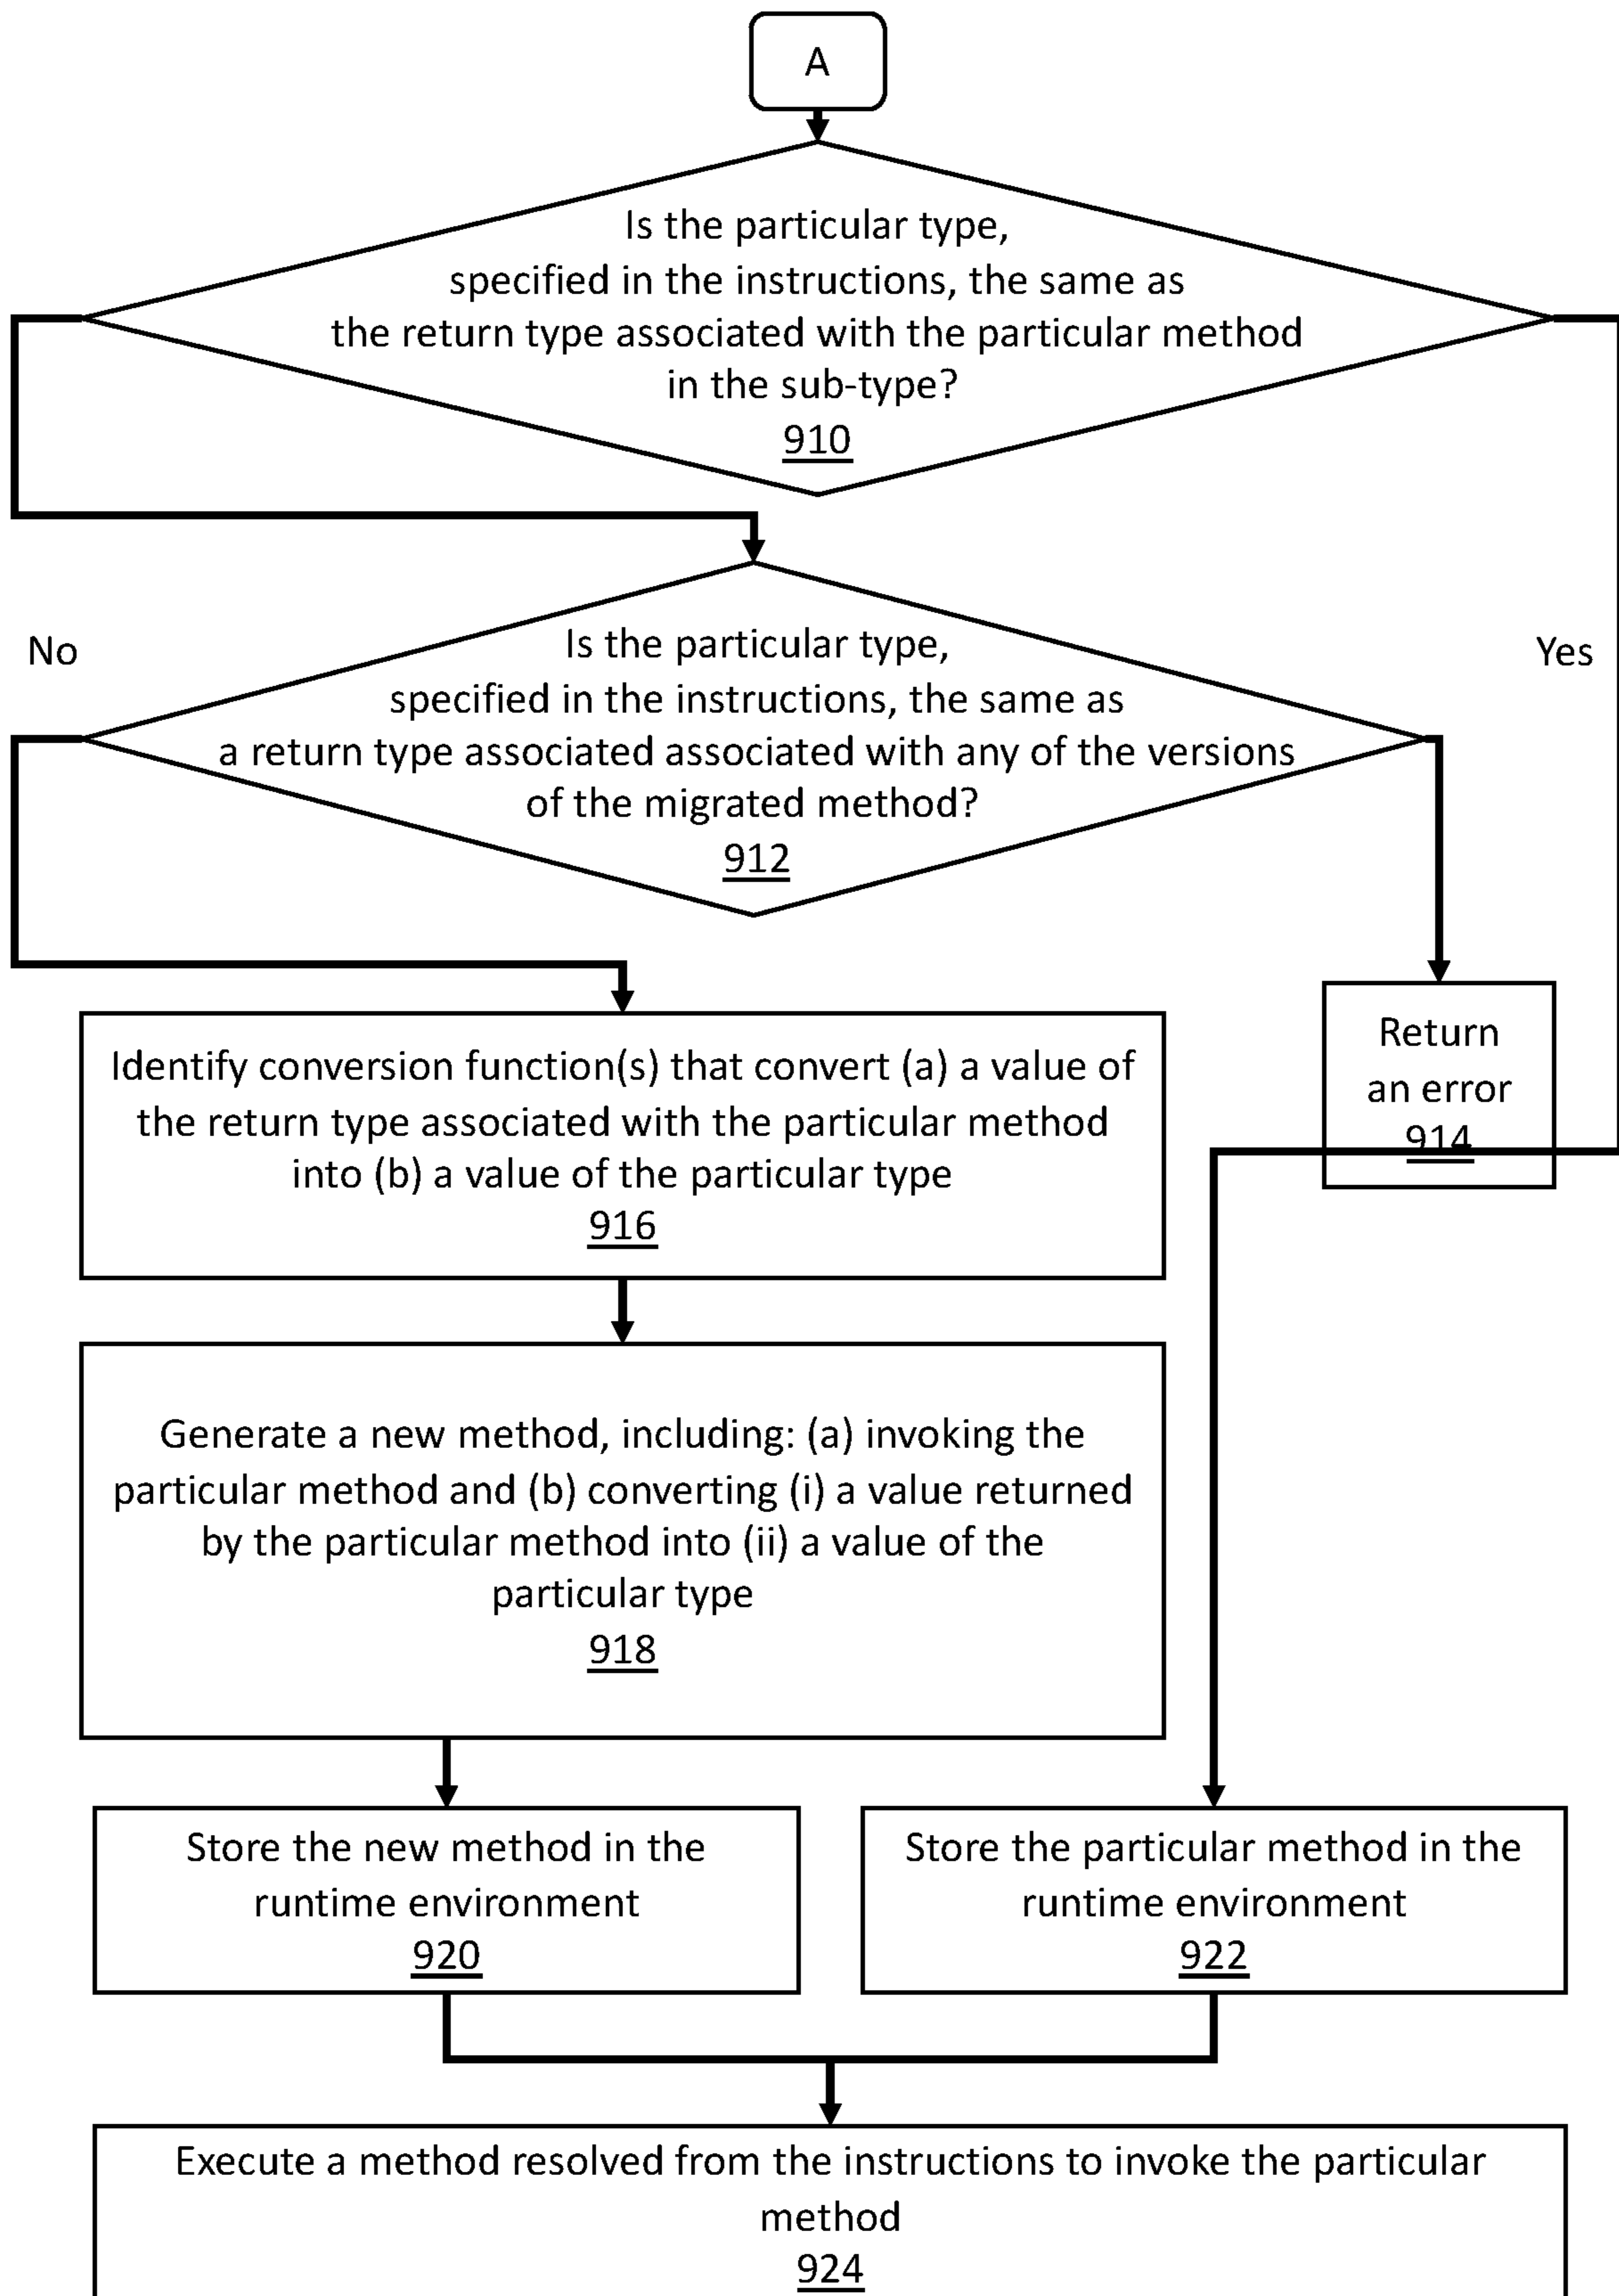 A
Is the particular type,
specified in the instructions, the same as
the return type associated with the particular method
in the sub-type?
910
No
Yes
Is the particular type,
specified in the instructions, the same as
a return type associated associated with any of the versions
of the migrated method?
912
Return
an error
914
Identify conversion function(s) that convert (a) a value of
the return type associated with the particular method
into (b) a value of the particular type
916
Generate a new method, including: (a) invoking the
particular method and (b) converting (i) a value returned
by the particular method into (ii) a value of the
particular type
918
Store the new method in the
runtime environment
920
Store the particular method in the
runtime environment
922
Execute a method resolved from the instructions to invoke the particular
method
924